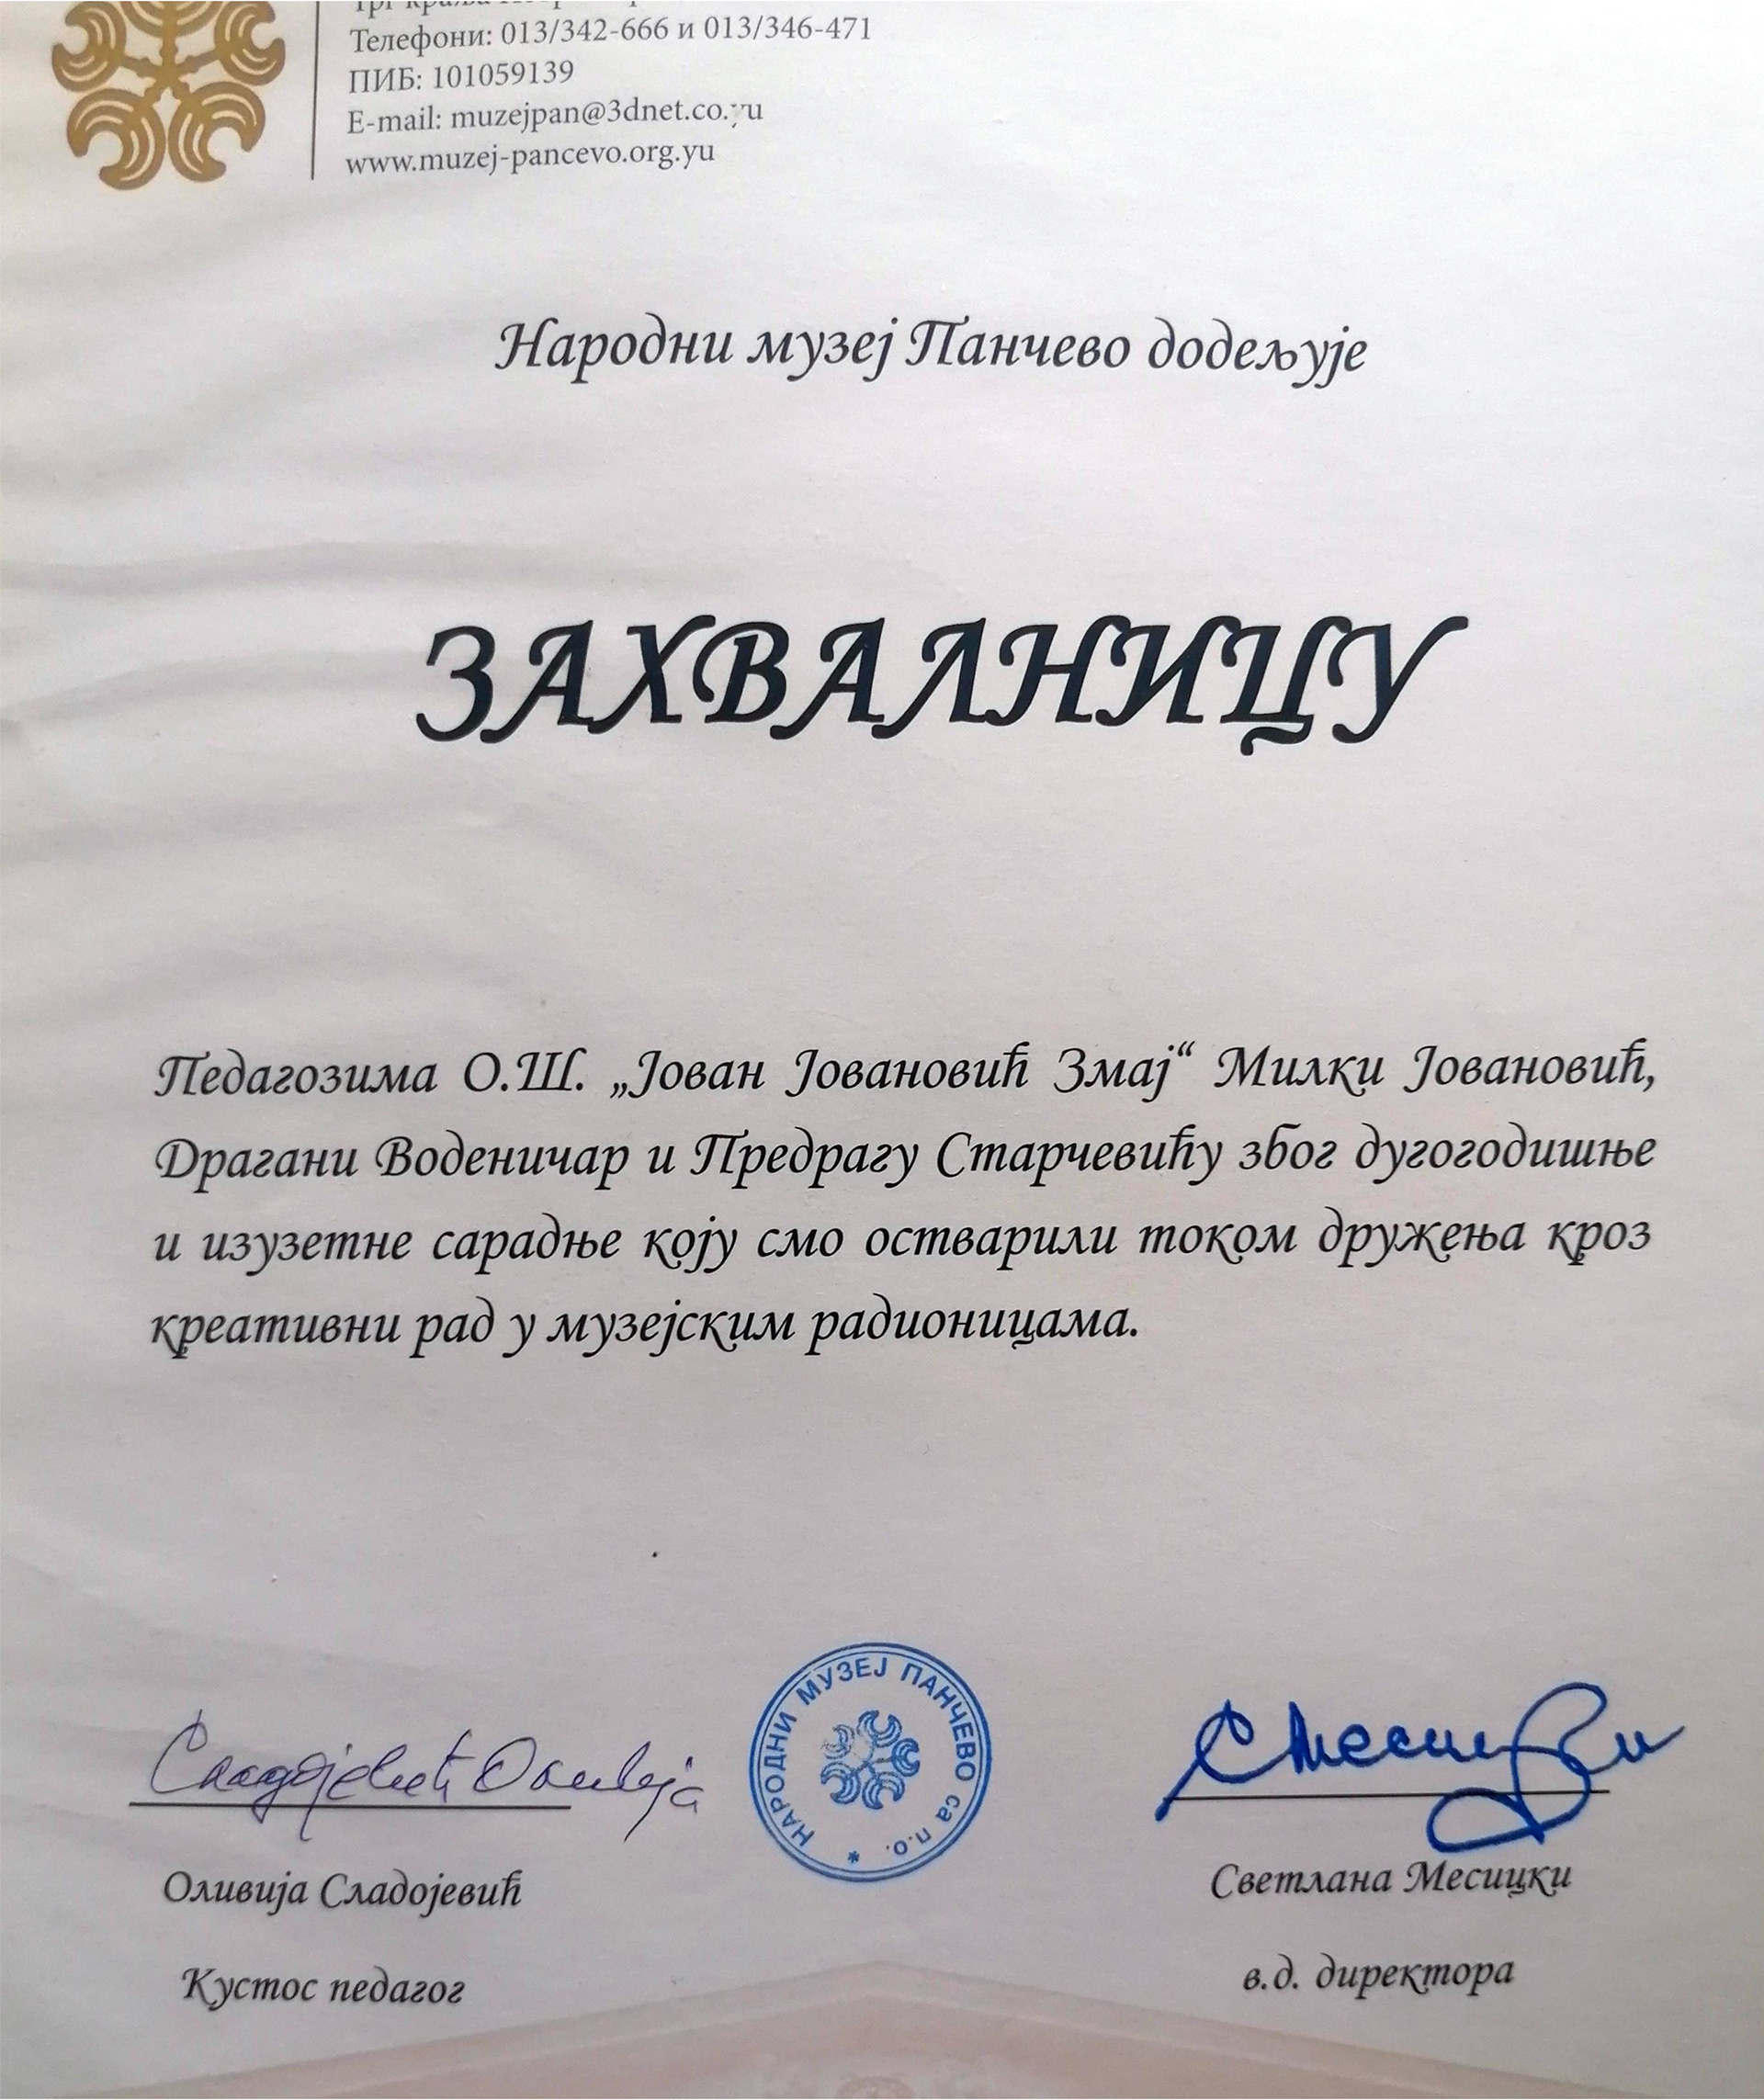 Телефони: 013/342-666 и 013/346-471
ПИБ: 101059139
E-mail: muzejpan@3dnet.co.yu
www.muzej-pancevo.org.yu
Народни музеј Панчево додељује
ЗАХВАЛНИЦУ
Педагозима О.Ш. „Јован Јовановић Змај“ Милки Јовановић,
Драгани Воденичар и Предрагу Старчевићу због дугогодишње
и изузетне сарадње коју смо остварили током дружења кроз
креативни рад у музејским радионицама.
Сладојевић Оливија
НАРОДНИ МУЗЕЈ ПАНЧЕВО са п.о. *
С Месицки
Оливија Сладојевић
Светлана Месицки
Кустос педагог
в.д. директора